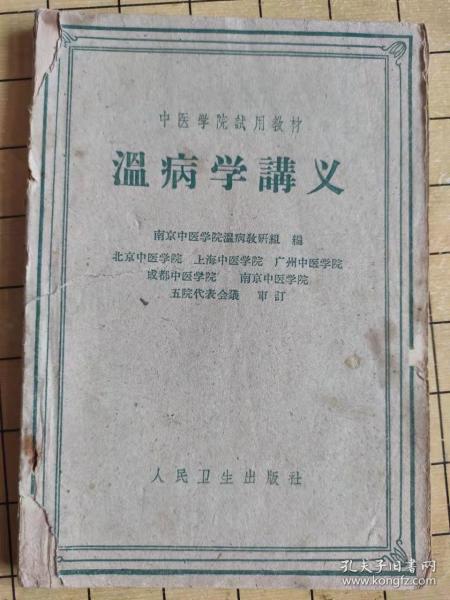 中医学院試用教材
溫病学講义
南京中医学院溫病教硏組 編
北京中医学院 上海中医学院 广州中医学院
成都中医学院 南京中医学院
五院代表会議 审訂
人民卫生出版社
孔夫子旧书网
www.kongfz.com